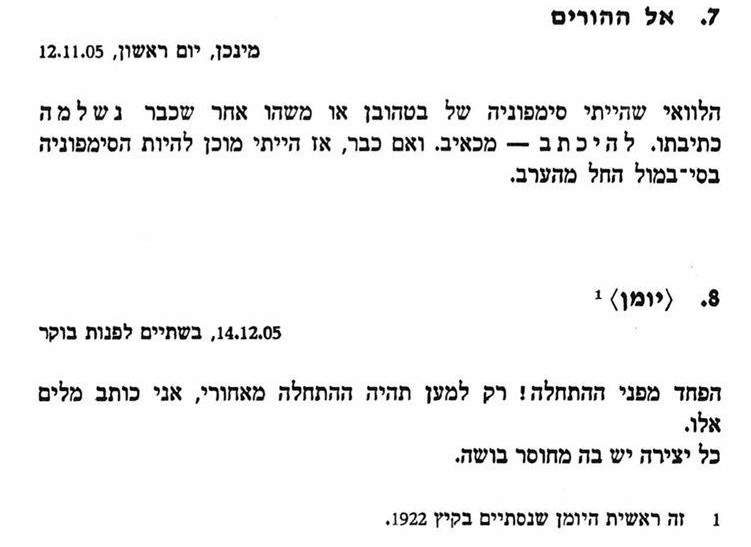 7. אל ההורים
מינכן, יום ראשון, 12.11.05
הלוואי שהייתי סימפוניה של בטהובן או משהו אחר שכבר נשלמה
כתיבתו. להיכתב — מכאיב. ואם כבר, אז הייתי מוכן להיות הסימפוניה
בסי־במול החל מהערב.
8. ⟨יומן⟩ 1
14.12.05, בשתיים לפנות בוקר
הפחד מפני ההתחלה! רק למען תהיה ההתחלה מאחורי, אני כותב מלים
אלו.
כל יצירה יש בה מחוסר בושה.
1 זה ראשית היומן שנסתיים בקיץ 1922.